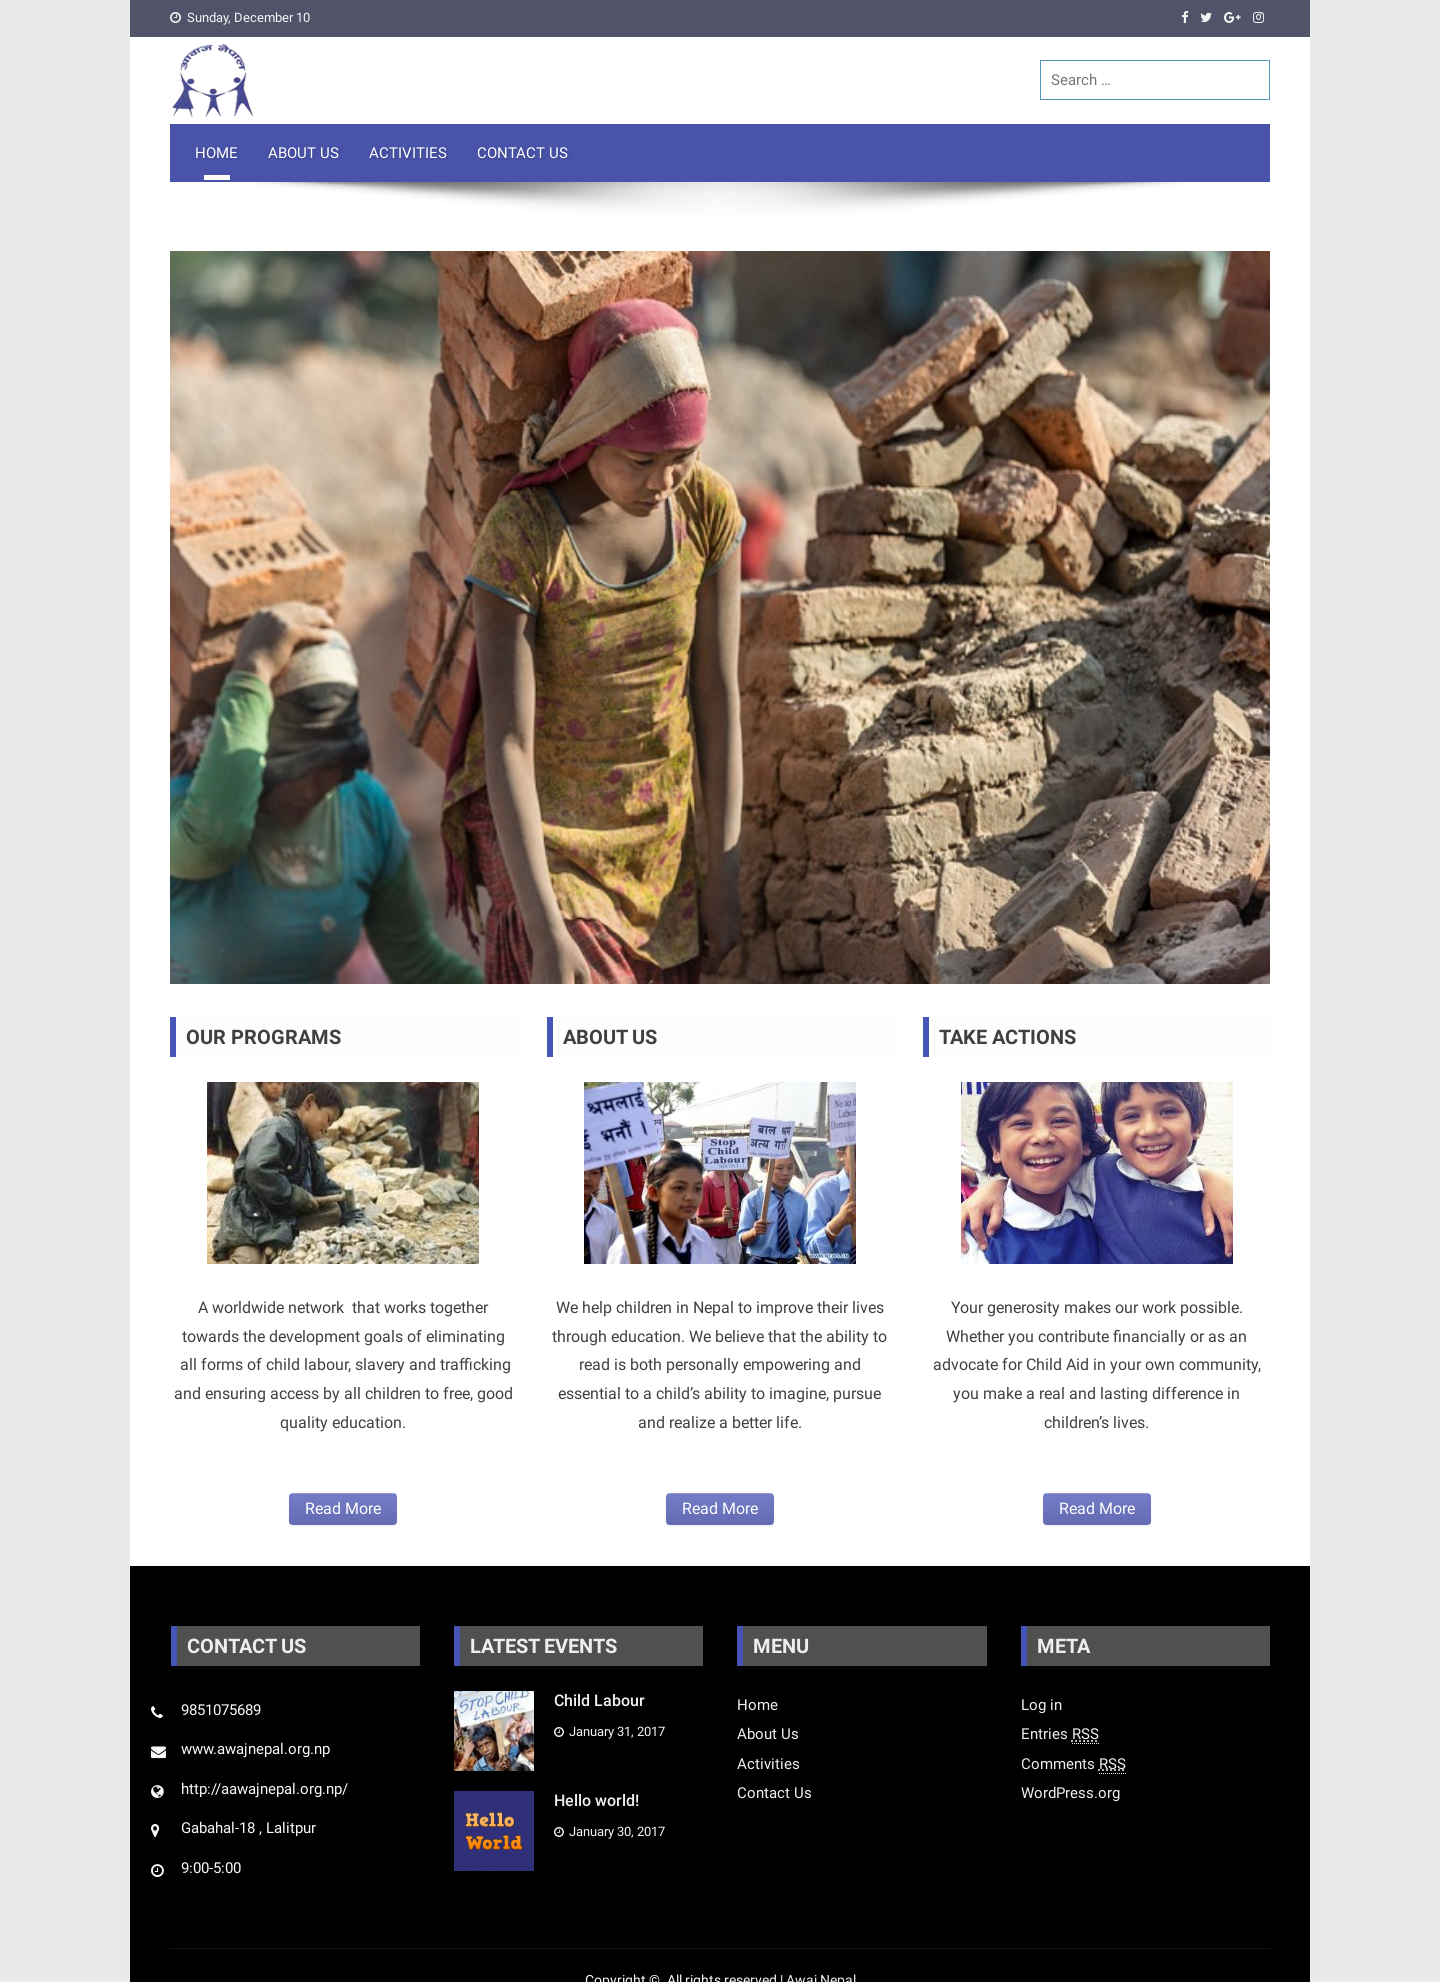 Sunday, December 10
आवाज नेपाल
Search ...
HOME ABOUT US ACTIVITIES CONTACT US
OUR PROGRAMS
A worldwide network  that works together
towards the development goals of eliminating
all forms of child labour, slavery and trafficking
and ensuring access by all children to free, good
quality education.
Read More
ABOUT US
श्रमलाई
भनौं ।
Stop
Child
Labour
बाल श्रम
No to
We help children in Nepal to improve their lives
through education. We believe that the ability to
read is both personally empowering and
essential to a child’s ability to imagine, pursue
and realize a better life.
Read More
TAKE ACTIONS
Your generosity makes our work possible.
Whether you contribute financially or as an
advocate for Child Aid in your own community,
you make a real and lasting difference in
children’s lives.
Read More
CONTACT US
9851075689
www.awajnepal.org.np
http://aawajnepal.org.np/
Gabahal-18 , Lalitpur
9:00-5:00
LATEST EVENTS
STOP CHILD
LABOUR
Child Labour
January 31, 2017
Hello
World
Hello world!
January 30, 2017
MENU
Home
About Us
Activities
Contact Us
META
Log in
Entries RSS
Comments RSS
WordPress.org
Copyright © All rights reserved | Awaj Nepal